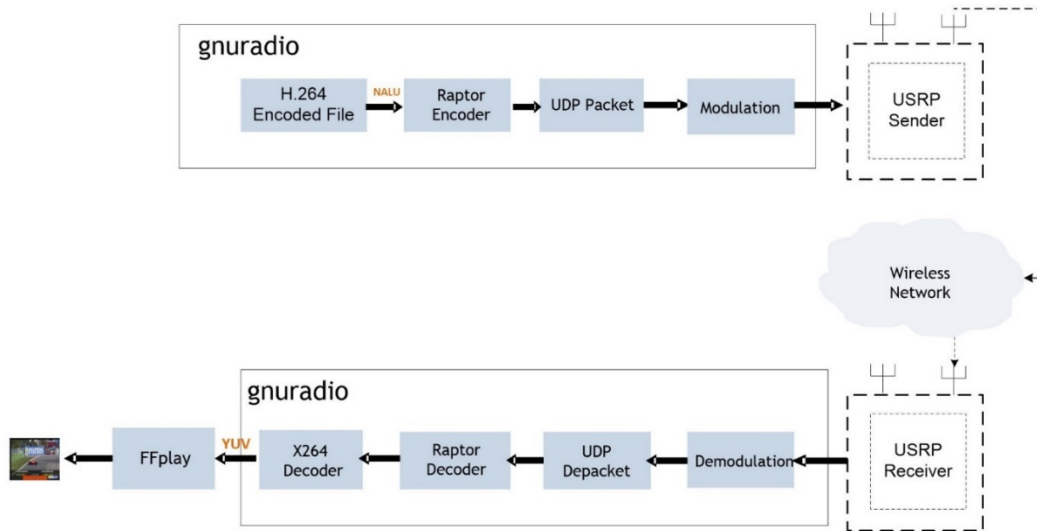 gnuradio
H.264
Encoded File
NALU
Raptor
Encoder
UDP Packet
Modulation
USRP
Sender
Wireless
Network
gnuradio
FFplay
YUV
X264
Decoder
Raptor
Decoder
UDP
Depacket
Demodulation
USRP
Receiver